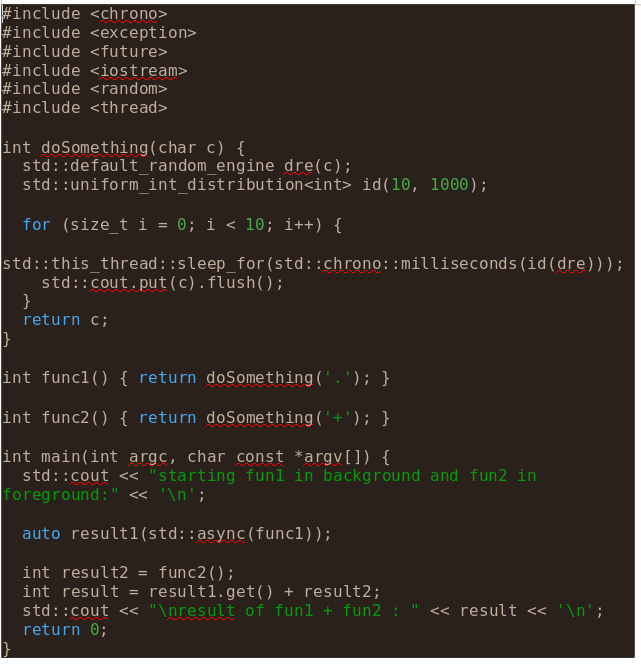 #include <chrono>
#include <exception>
#include <future>
#include <iostream>
#include <random>
#include <thread>

int doSomething(char c) {
  std::default_random_engine dre(c);
  std::uniform_int_distribution<int> id(10, 1000);

  for (size_t i = 0; i < 10; i++) {

std::this_thread::sleep_for(std::chrono::milliseconds(id(dre)));
    std::cout.put(c).flush();
  }
  return c;
}

int func1() { return doSomething('.'); }

int func2() { return doSomething('+'); }

int main(int argc, char const *argv[]) {
  std::cout << "starting fun1 in background and fun2 in
foreground:" << '\n';

  auto result1(std::async(func1));

  int result2 = func2();
  int result = result1.get() + result2;
  std::cout << "\nresult of fun1 + fun2 : " << result << '\n';
  return 0;
}